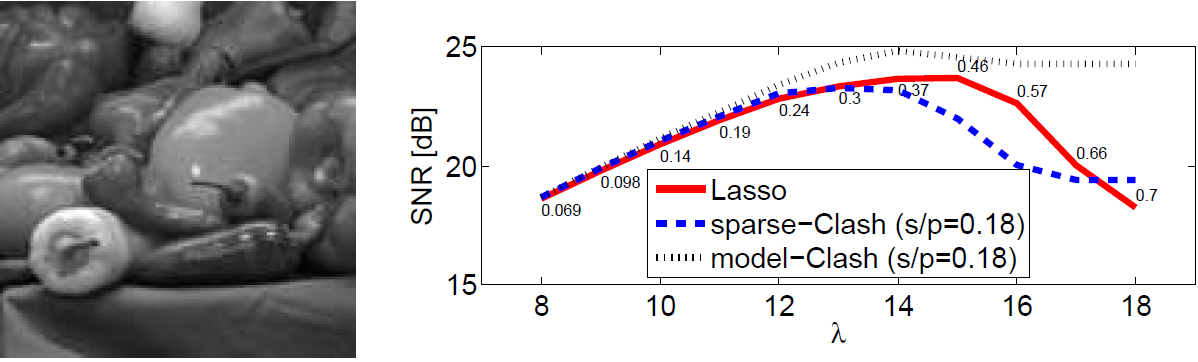 25
20
15
SNR [dB]
0.069
0.098
0.14
0.19
0.24
0.3
0.37
0.46
0.57
0.66
0.7
Lasso
sparse−Clash (s/p=0.18)
model−Clash (s/p=0.18)
8 10 12 14 16 18
λ